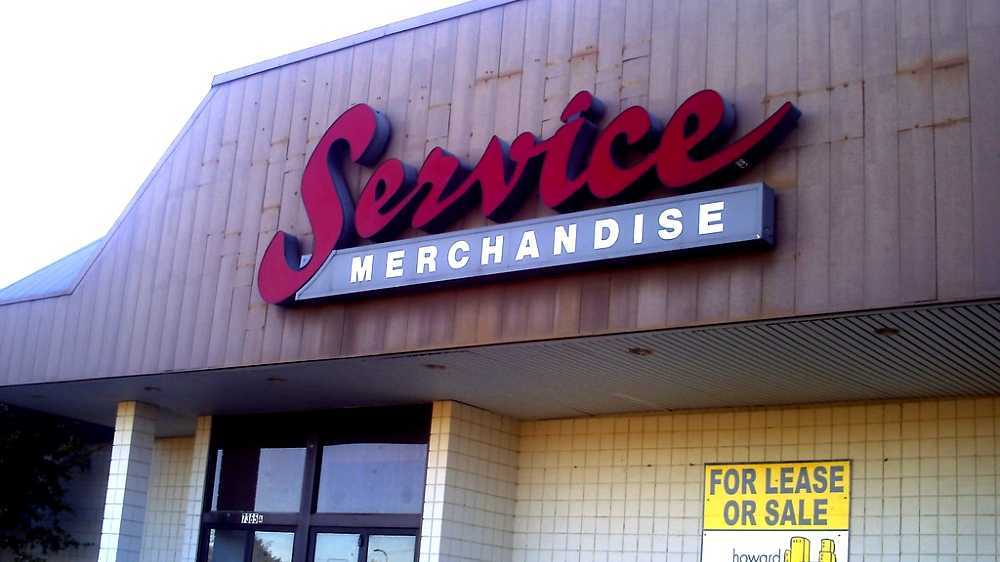 Service
MERCHANDISE
FOR LEASE
OR SALE
howard